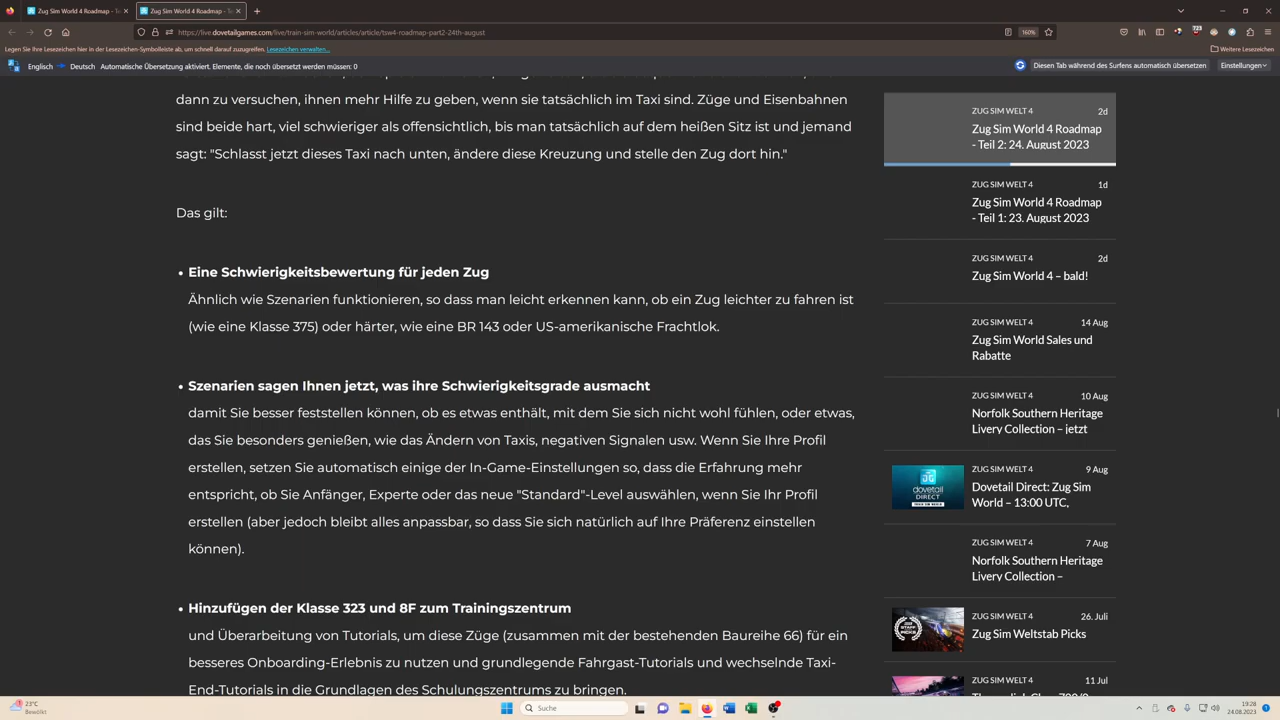 Zug Sim World 4 Roadmap - T
Zug Sim World 4 Roadmap - Te
https://live.dovetailgames.com/live/train-sim-world/articles/article/tsw4-roadmap-part2-24th-august
160%
723
Legen Sie Ihre Lesezeichen hier in der Lesezeichen-Symbolleiste ab, um schnell darauf zuzugreifen. Lesezeichen verwalten...
Weitere Lesezeichen
Englisch
Deutsch
Automatische Übersetzung aktiviert. Elemente, die noch übersetzt werden müssen: 0
Diesen Tab während des Surfens automatisch übersetzen
Einstellungen
dann zu versuchen, ihnen mehr Hilfe zu geben, wenn sie tatsächlich im Taxi sind. Züge und Eisenbahnen
sind beide hart, viel schwieriger als offensichtlich, bis man tatsächlich auf dem heißen Sitz ist und jemand
sagt: "Schlasst jetzt dieses Taxi nach unten, ändere diese Kreuzung und stelle den Zug dort hin."
Das gilt:
• Eine Schwierigkeitsbewertung für jeden Zug
Ähnlich wie Szenarien funktionieren, so dass man leicht erkennen kann, ob ein Zug leichter zu fahren ist
(wie eine Klasse 375) oder härter, wie eine BR 143 oder US-amerikanische Frachtlok.
• Szenarien sagen Ihnen jetzt, was ihre Schwierigkeitsgrade ausmacht
damit Sie besser feststellen können, ob es etwas enthält, mit dem Sie sich nicht wohl fühlen, oder etwas,
das Sie besonders genießen, wie das Ändern von Taxis, negativen Signalen usw. Wenn Sie Ihre Profil
erstellen, setzen Sie automatisch einige der In-Game-Einstellungen so, dass die Erfahrung mehr
entspricht, ob Sie Anfänger, Experte oder das neue "Standard"-Level auswählen, wenn Sie Ihr Profil
erstellen (aber jedoch bleibt alles anpassbar, so dass Sie sich natürlich auf Ihre Präferenz einstellen
können).
• Hinzufügen der Klasse 323 und 8F zum Trainingszentrum
und Überarbeitung von Tutorials, um diese Züge (zusammen mit der bestehenden Baureihe 66) für ein
besseres Onboarding-Erlebnis zu nutzen und grundlegende Fahrgast-Tutorials und wechselnde Taxi-
End-Tutorials in die Grundlagen des Schulungszentrums zu bringen.
ZUG SIM WELT 4 2d
Zug Sim World 4 Roadmap
- Teil 2: 24. August 2023
ZUG SIM WELT 4 1d
Zug Sim World 4 Roadmap
- Teil 1: 23. August 2023
ZUG SIM WELT 4 2d
Zug Sim World 4 – bald!
ZUG SIM WELT 4 14 Aug
Zug Sim World Sales und
Rabatte
ZUG SIM WELT 4 10 Aug
Norfolk Southern Heritage
Livery Collection – jetzt
DOVETAIL
DIRECT
ZUG SIM WELT 4 9 Aug
Dovetail Direct: Zug Sim
World – 13:00 UTC,
ZUG SIM WELT 4 7 Aug
Norfolk Southern Heritage
Livery Collection –
PICKS
ZUG SIM WELT 4 26. Juli
Zug Sim Weltstab Picks
ZUG SIM WELT 4 11 Jul
23°C
Bewölkt
Suche
19:28
24.08.2023